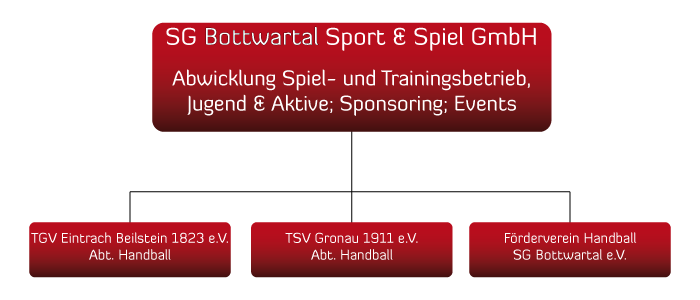 SG Bottwartal Sport & Spiel GmbH
Abwicklung Spiel- und Trainingsbetrieb,
Jugend & Aktive; Sponsoring; Events
TGV Eintrach Beilstein 1823 e.V.
Abt. Handball
TSV Gronau 1911 e.V.
Abt. Handball
Förderverein Handball
SG Bottwartal e.V.